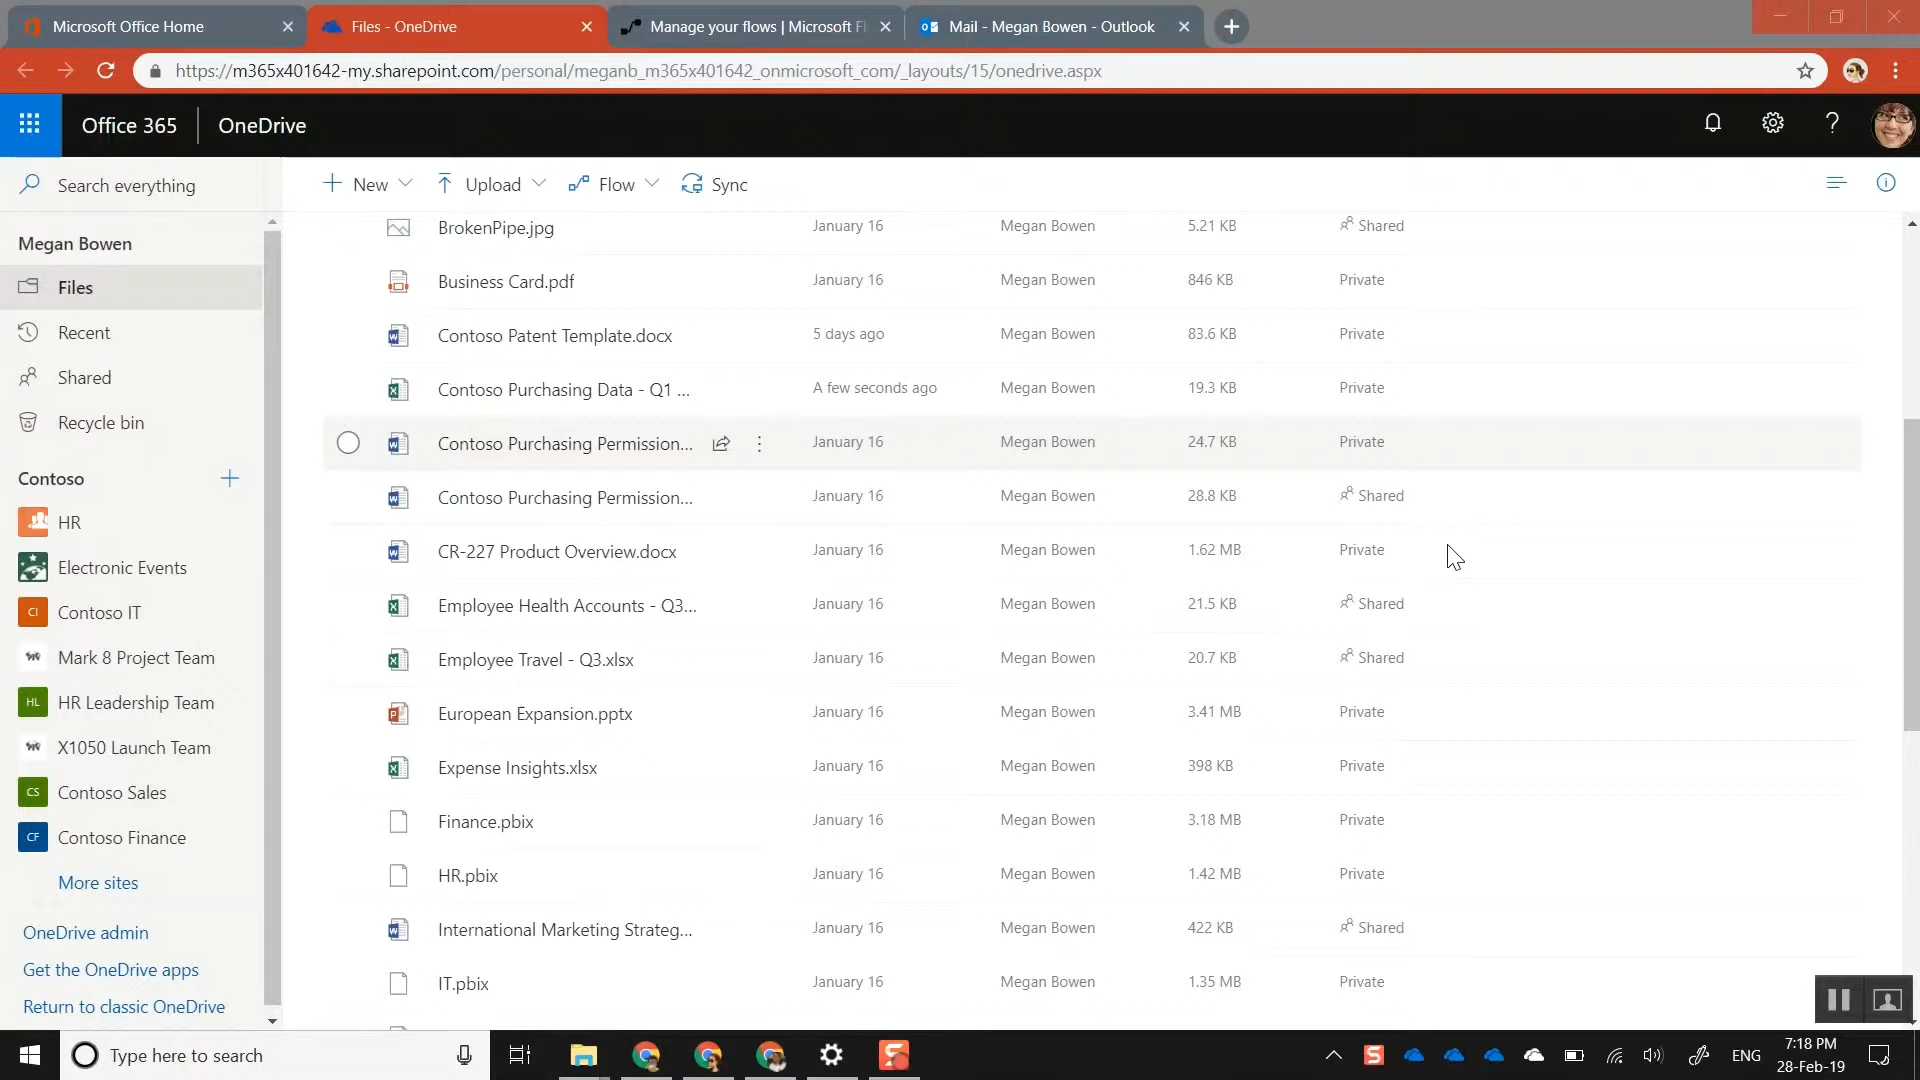 Microsoft Office Home
Files - OneDrive
Manage your flows | Microsoft Fl
Mail - Megan Bowen - Outlook
https://m365x401642-my.sharepoint.com/personal/meganb_m365x401642_onmicrosoft_com/_layouts/15/onedrive.aspx
Office 365
OneDrive
Search everything
New
Upload
Flow
Sync
Megan Bowen
Files
Recent
Shared
Recycle bin
Contoso
HR
Electronic Events
CI Contoso IT
Mark 8 Project Team
HL HR Leadership Team
X1050 Launch Team
CS Contoso Sales
CF Contoso Finance
More sites
OneDrive admin
Get the OneDrive apps
Return to classic OneDrive
BrokenPipe.jpg January 16 Megan Bowen 5.21 KB Shared
Business Card.pdf January 16 Megan Bowen 846 KB Private
Contoso Patent Template.docx 5 days ago Megan Bowen 83.6 KB Private
Contoso Purchasing Data - Q1 ... A few seconds ago Megan Bowen 19.3 KB Private
Contoso Purchasing Permission... January 16 Megan Bowen 24.7 KB Private
Contoso Purchasing Permission... January 16 Megan Bowen 28.8 KB Shared
CR-227 Product Overview.docx January 16 Megan Bowen 1.62 MB Private
Employee Health Accounts - Q3... January 16 Megan Bowen 21.5 KB Shared
Employee Travel - Q3.xlsx January 16 Megan Bowen 20.7 KB Shared
European Expansion.pptx January 16 Megan Bowen 3.41 MB Private
Expense Insights.xlsx January 16 Megan Bowen 398 KB Private
Finance.pbix January 16 Megan Bowen 3.18 MB Private
HR.pbix January 16 Megan Bowen 1.42 MB Private
International Marketing Strateg... January 16 Megan Bowen 422 KB Shared
IT.pbix January 16 Megan Bowen 1.35 MB Private
Type here to search
ENG
7:18 PM
28-Feb-19